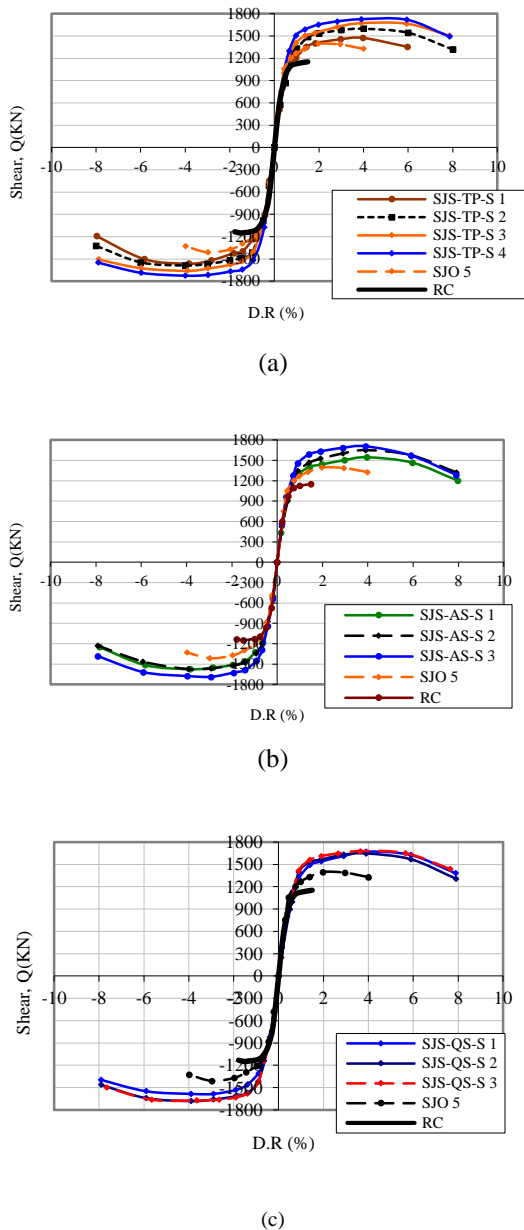 1800
1500
1200
900
600
300
0
-10 -8 -6 -4 -2 0 2 4 6 8 10
-300
-600
-900
-1200
-1500
-1800
Shear, Q(KN)
SJS-TP-S 1
SJS-TP-S 2
SJS-TP-S 3
SJS-TP-S 4
SJO 5
RC
D.R (%)
(a)
1800
1500
1200
900
600
300
0
-10 -8 -6 -4 -2 0 2 4 6 8 10
-300
-600
-900
-1200
-1500
-1800
Shear, Q(KN)
SJS-AS-S 1
SJS-AS-S 2
SJS-AS-S 3
SJO 5
RC
D.R (%)
(b)
1800
1500
1200
900
600
300
0
-10 -8 -6 -4 -2 0 2 4 6 8 10
-300
-600
-900
-1200
-1500
-1800
Shear, Q(KN)
SJS-QS-S 1
SJS-QS-S 2
SJS-QS-S 3
SJO 5
RC
D.R (%)
(c)